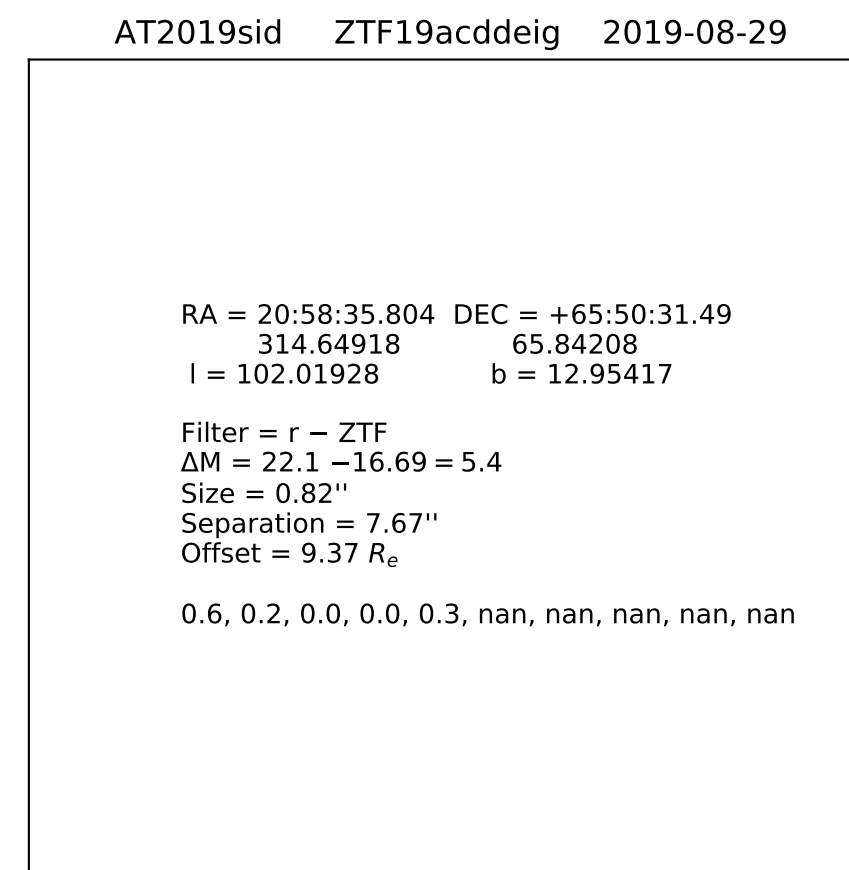 AT2019sid ZTF19acddeig 2019-08-29
RA = 20:58:35.804 DEC = +65:50:31.49
314.64918 65.84208
l = 102.01928 b = 12.95417
Filter = r − ZTF
ΔM = 22.1 −16.69 = 5.4
Size = 0.82''
Separation = 7.67''
Offset = 9.37 Re
0.6, 0.2, 0.0, 0.0, 0.3, nan, nan, nan, nan, nan